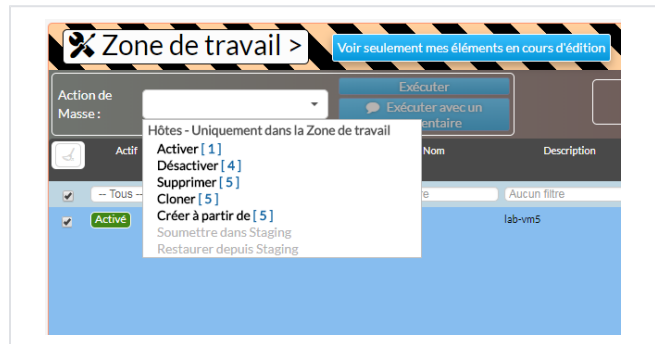 Zone de travail >
Voir seulement mes éléments en cours d'édition
Action de
Masse :
Exécuter
Exécuter avec un
entaire
Hôtes - Uniquement dans la Zone de travail
Activer [ 1 ]
Désactiver [ 4 ]
Supprimer [ 5 ]
Cloner [ 5 ]
Créer à partir de [ 5 ]
Soumettre dans Staging
Restaurer depuis Staging
Actif
Nom
Description
-- Tous --
Aucun filtre
Activé
lab-vm5